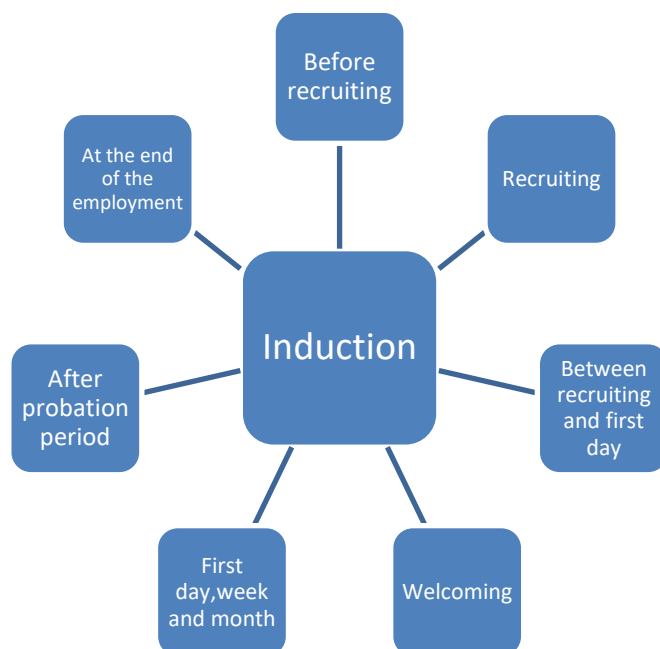 Before
recruiting
Recruiting
Between
recruiting
and first
day
Welcoming
First
day,week
and month
After
probation
period
At the end
of the
employment
Induction